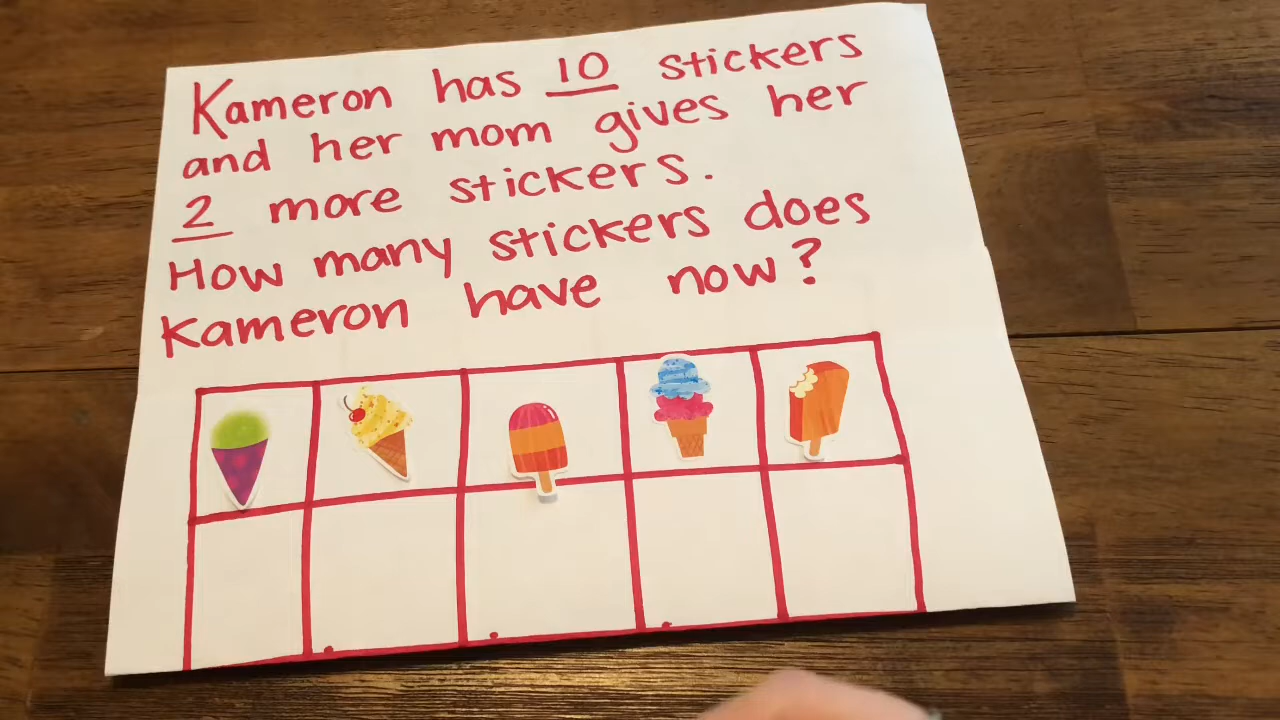 Kameron has 10 stickers
and her mom gives her
2 more stickers.
How many stickers does
Kameron have now?